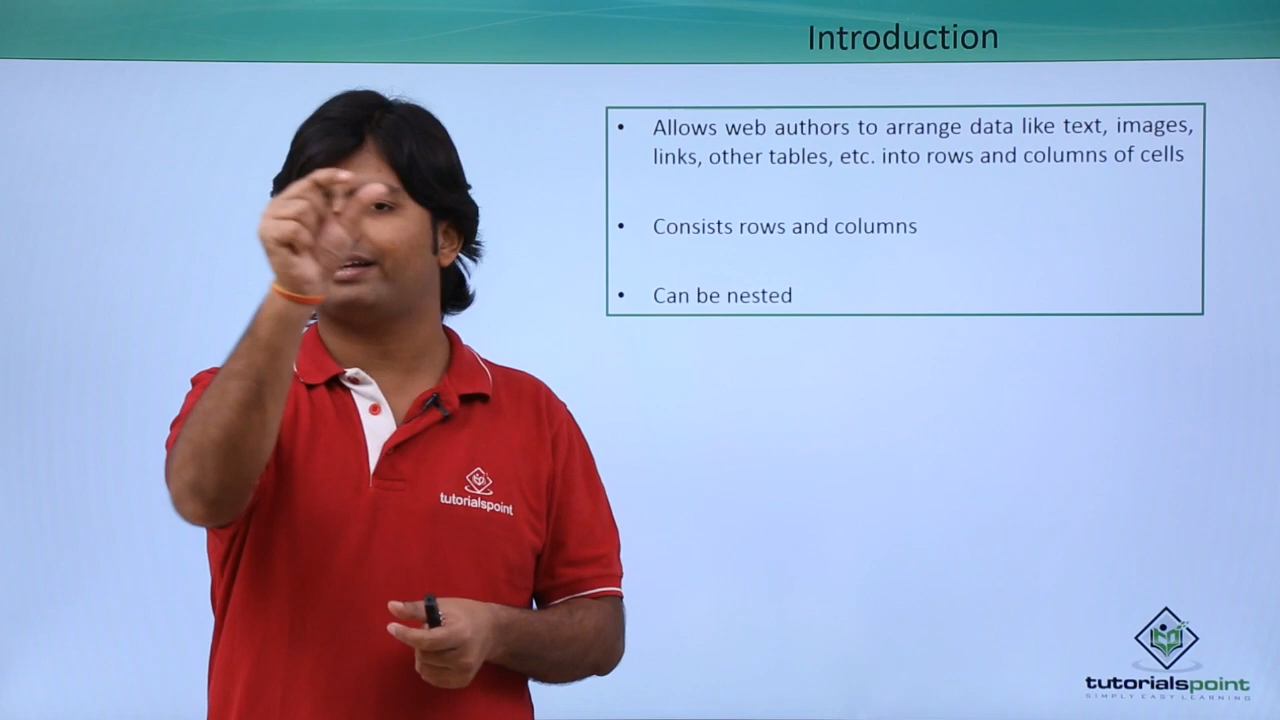 Introduction
• Allows web authors to arrange data like text, images,
links, other tables, etc. into rows and columns of cells
• Consists rows and columns
• Can be nested
tutorialspoint
tutorialspoint
SIMPLY EASY LEARNING